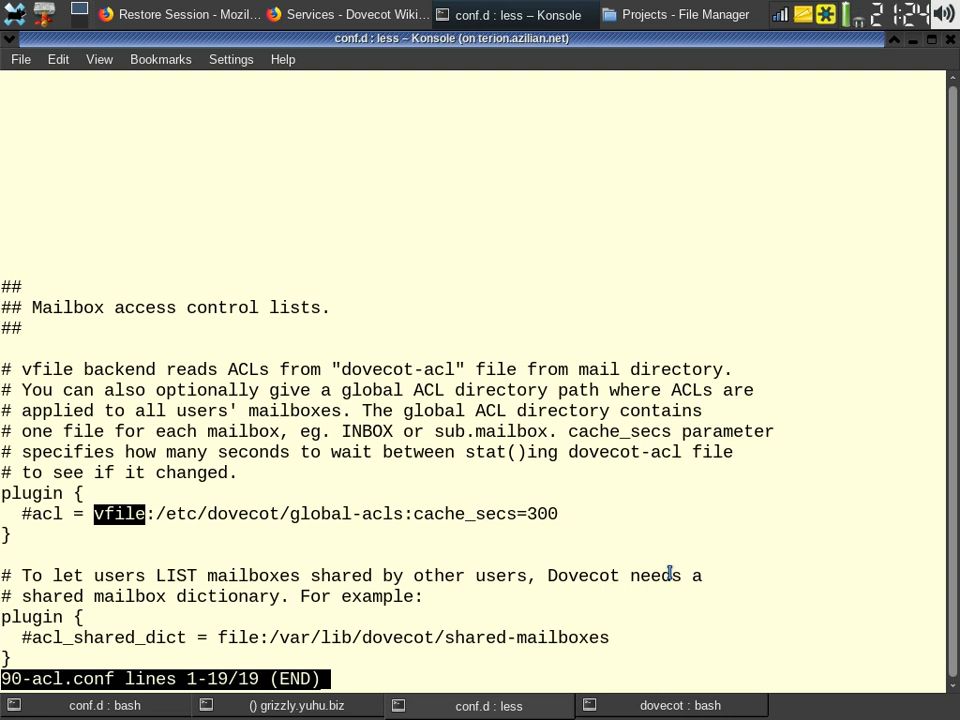 Restore Session - Mozil... Services - Dovecot Wiki... conf.d : less – Konsole Projects - File Manager 21:24
conf.d : less – Konsole (on terion.azilian.net)
File Edit View Bookmarks Settings Help
##
## Mailbox access control lists.
##
# vfile backend reads ACLs from "dovecot-acl" file from mail directory.
# You can also optionally give a global ACL directory path where ACLs are
# applied to all users' mailboxes. The global ACL directory contains
# one file for each mailbox, eg. INBOX or sub.mailbox. cache_secs parameter
# specifies how many seconds to wait between stat()ing dovecot-acl file
# to see if it changed.
plugin {
  #acl = vfile:/etc/dovecot/global-acls:cache_secs=300
}
# To let users LIST mailboxes shared by other users, Dovecot needs a
# shared mailbox dictionary. For example:
plugin {
  #acl_shared_dict = file:/var/lib/dovecot/shared-mailboxes
}
90-acl.conf lines 1-19/19 (END)
conf.d : bash () grizzly.yuhu.biz conf.d : less dovecot : bash